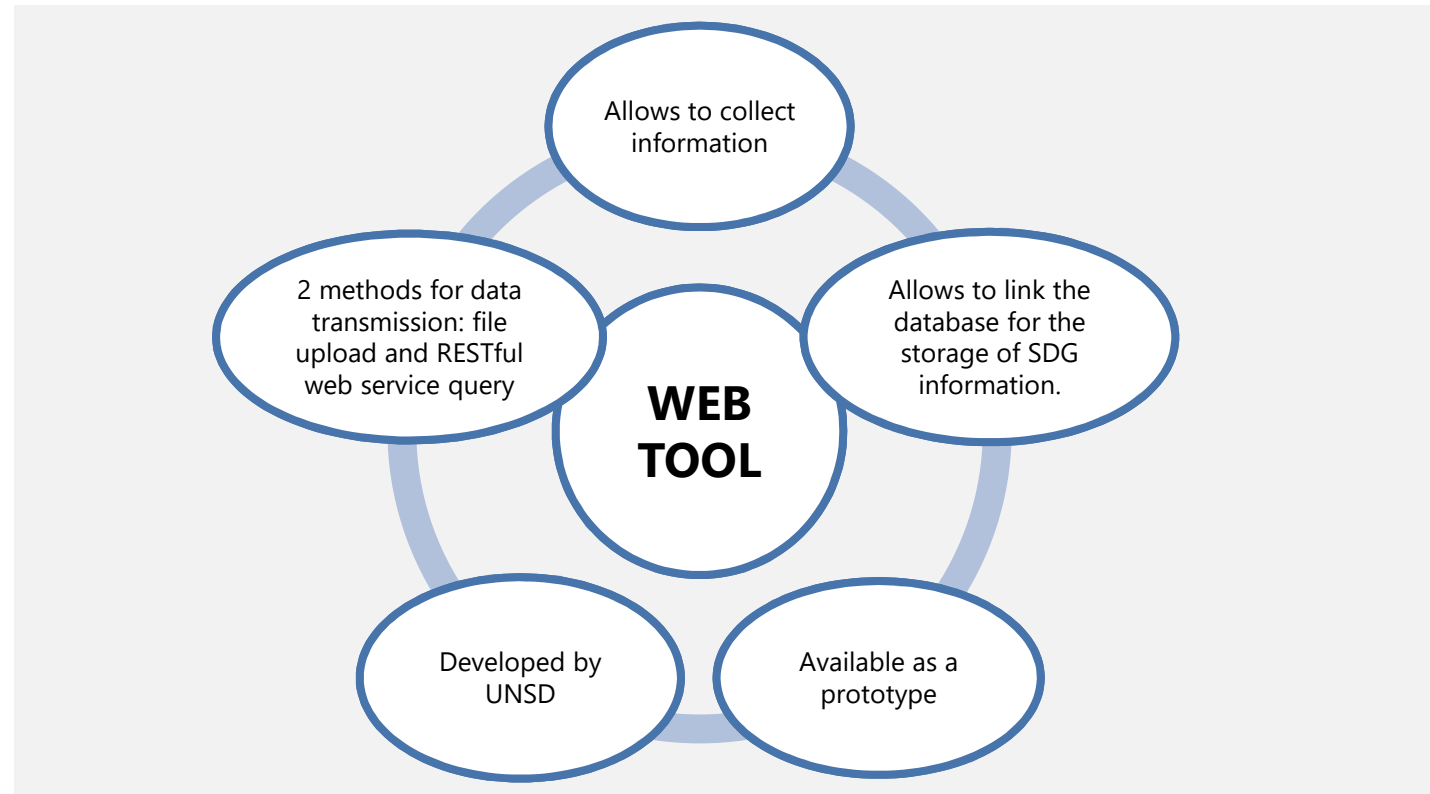 Allows to collect
information
2 methods for data
transmission: file
upload and RESTful
web service query
Allows to link the
database for the
storage of SDG
information.
WEB
TOOL
Developed by
UNSD
Available as a
prototype